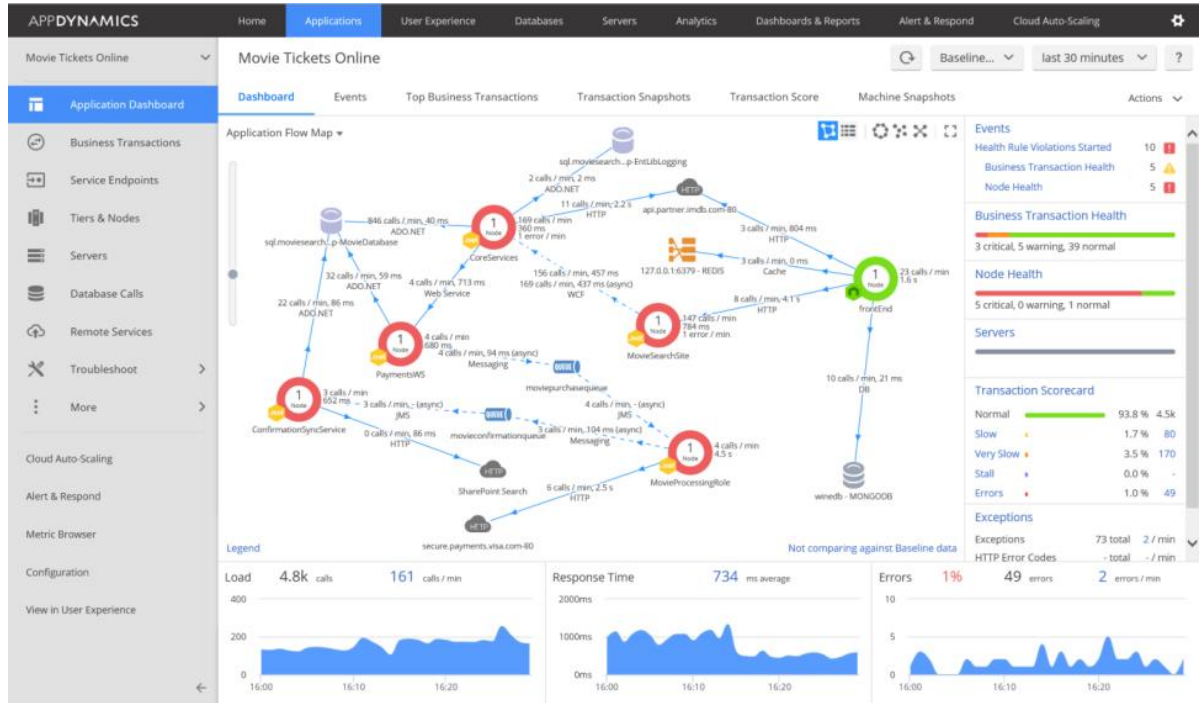 APPDYNAMICS
Home Applications User Experience Databases Servers Analytics Dashboards & Reports Alert & Respond Cloud Auto-Scaling
Movie Tickets Online
Movie Tickets Online
Baseline... last 30 minutes ?
Application Dashboard
Business Transactions
Service Endpoints
Tiers & Nodes
Servers
Database Calls
Remote Services
Troubleshoot
More
Cloud Auto-Scaling
Alert & Respond
Metric Browser
Configuration
View in User Experience
Dashboard Events Top Business Transactions Transaction Snapshots Transaction Score Machine Snapshots Actions
Application Flow Map
sql.moviesearch...p-EntLibLogging
2 calls / min, 2 ms
ADO.NET
HTTP
11 calls / min, 2.2 s
HTTP
api.partner.imdb.com-80
846 calls / min, 40 ms
ADO.NET
1
Node
169 calls / min
360 ms
1 error / min
CoreServices
sql.moviesearch...p-MovieDatabase
3 calls / min, 804 ms
HTTP
127.0.0.1:6379 - REDIS
3 calls / min, 0 ms
Cache
1
Node
23 calls / min
1.6 s
frontEnd
32 calls / min, 59 ms
ADO.NET
4 calls / min, 713 ms
Web Service
156 calls / min, 457 ms
169 calls / min, 437 ms (async)
WCF
22 calls / min, 86 ms
ADO.NET
8 calls / min, 4.1 s
HTTP
1
Node
147 calls / min
784 ms
1 error / min
MovieSearchSite
1
Node
4 calls / min
680 ms
PaymentsWS
4 calls / min, 94 ms (async)
Messaging
QUEUE
moviepurchasequeue
10 calls / min, 21 ms
DB
1
Node
3 calls / min
652 ms
ConfirmationSyncService
3 calls / min, - (async)
JMS
QUEUE
movieconfirmationqueue
4 calls / min, - (async)
JMS
3 calls / min, 104 ms (async)
Messaging
0 calls / min, 86 ms
HTTP
HTTP
SharePoint Search
1
Node
4 calls / min
4.5 s
MovieProcessingRole
6 calls / min, 2.5 s
HTTP
winedb - MONGODB
HTTP
secure.payments.visa.com-80
Legend
Not comparing against Baseline data
Events
Health Rule Violations Started 10
Business Transaction Health 5
Node Health 5
Business Transaction Health
3 critical, 5 warning, 39 normal
Node Health
5 critical, 0 warning, 1 normal
Servers
Transaction Scorecard
Normal 93.8 % 4.5k
Slow 1.7 % 80
Very Slow 3.5 % 170
Stall 0.0 % -
Errors 1.0 % 49
Exceptions
Exceptions 73 total 2 / min
HTTP Error Codes - total - / min
Load 4.8k calls 161 calls / min
400
200
0
16:00 16:10 16:20
Response Time 734 ms average
2000ms
1000ms
0ms
16:00 16:10 16:20
Errors 1% 49 errors 2 errors / min
10
5
0
16:00 16:10 16:20